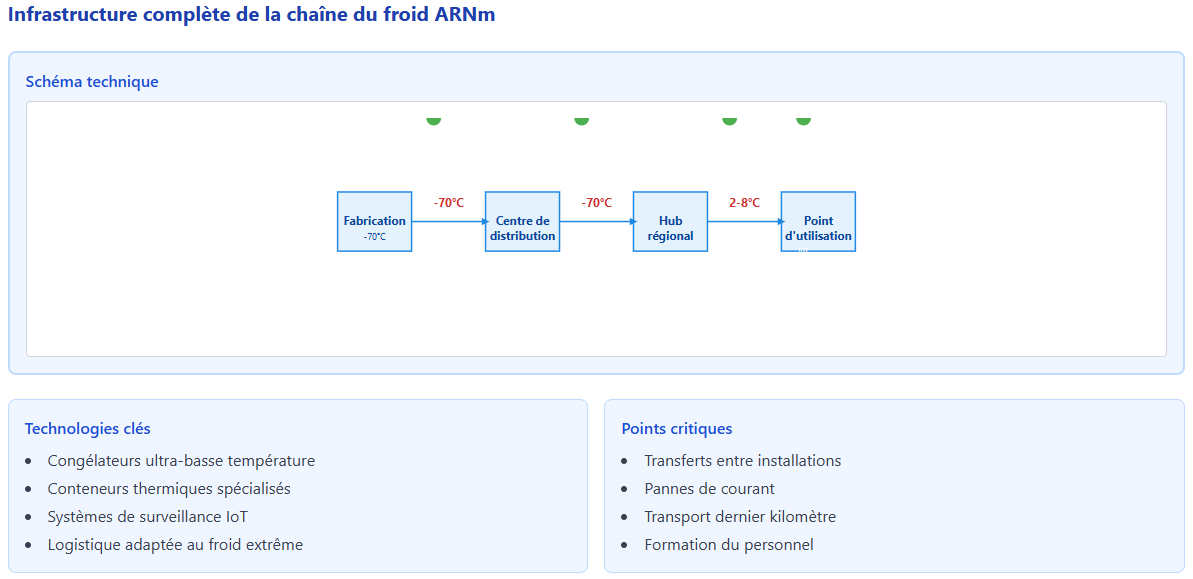 Infrastructure complète de la chaîne du froid ARNm
Schéma technique
-70°C
-70°C
2-8°C
Fabrication
-70°C
Centre de
distribution
Hub
régional
Point
d'utilisation
Technologies clés
Congélateurs ultra-basse température
Conteneurs thermiques spécialisés
Systèmes de surveillance IoT
Logistique adaptée au froid extrême
Points critiques
Transferts entre installations
Pannes de courant
Transport dernier kilomètre
Formation du personnel